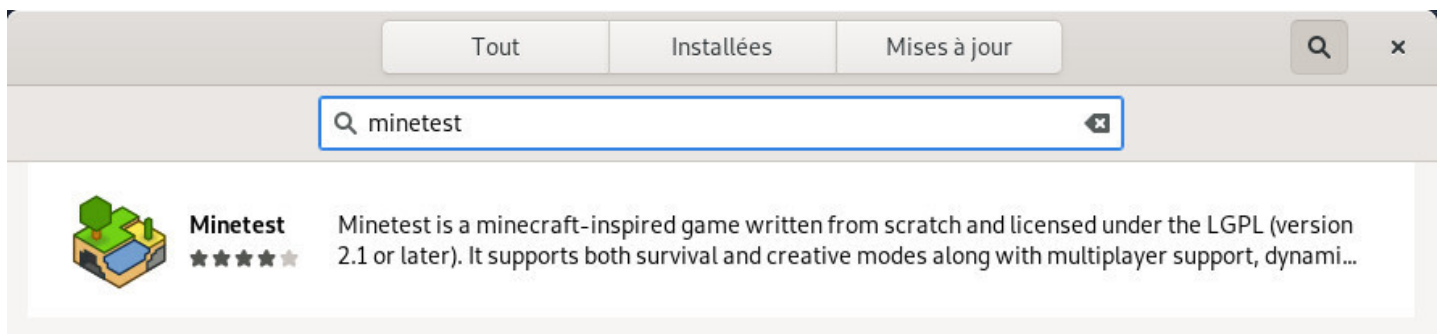 Tout Installées Mises à jour
minetest
Minetest
Minetest is a minecraft-inspired game written from scratch and licensed under the LGPL (version
2.1 or later). It supports both survival and creative modes along with multiplayer support, dynami...